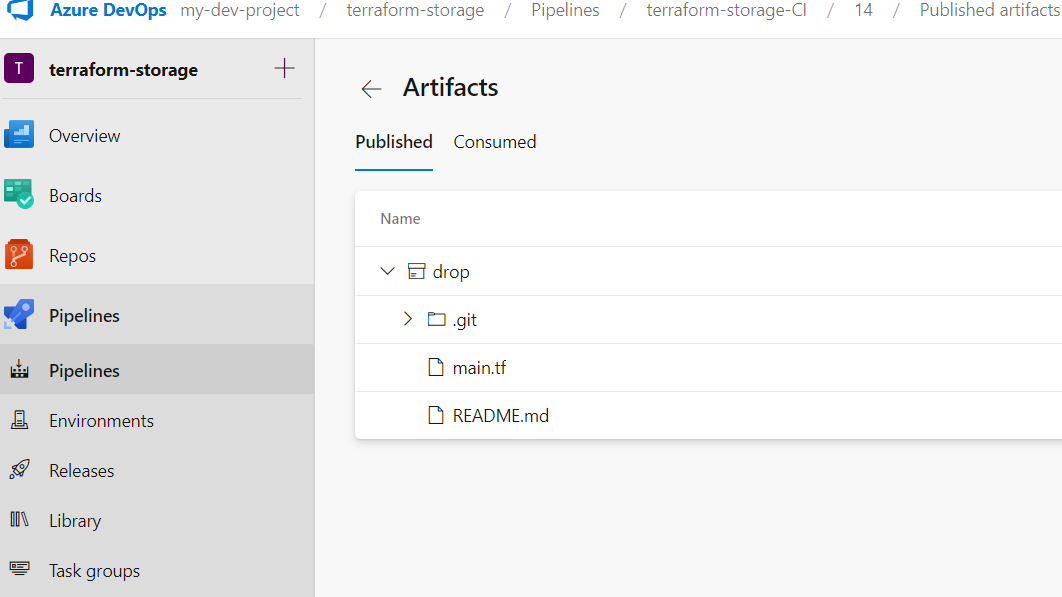 Azure DevOps my-dev-project / terraform-storage / Pipelines / terraform-storage-CI / 14 / Published artifacts
T terraform-storage
Overview
Boards
Repos
Pipelines
Pipelines
Environments
Releases
Library
Task groups
Artifacts
Published Consumed
Name
drop
.git
main.tf
README.md